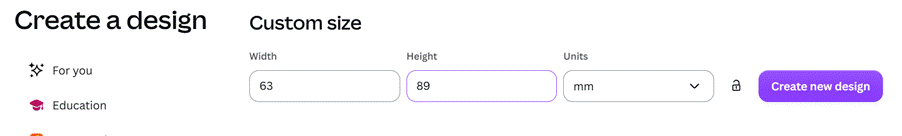 Create a design
For you
Education
Custom size
Width
63
Height
89
Units
mm
Create new design